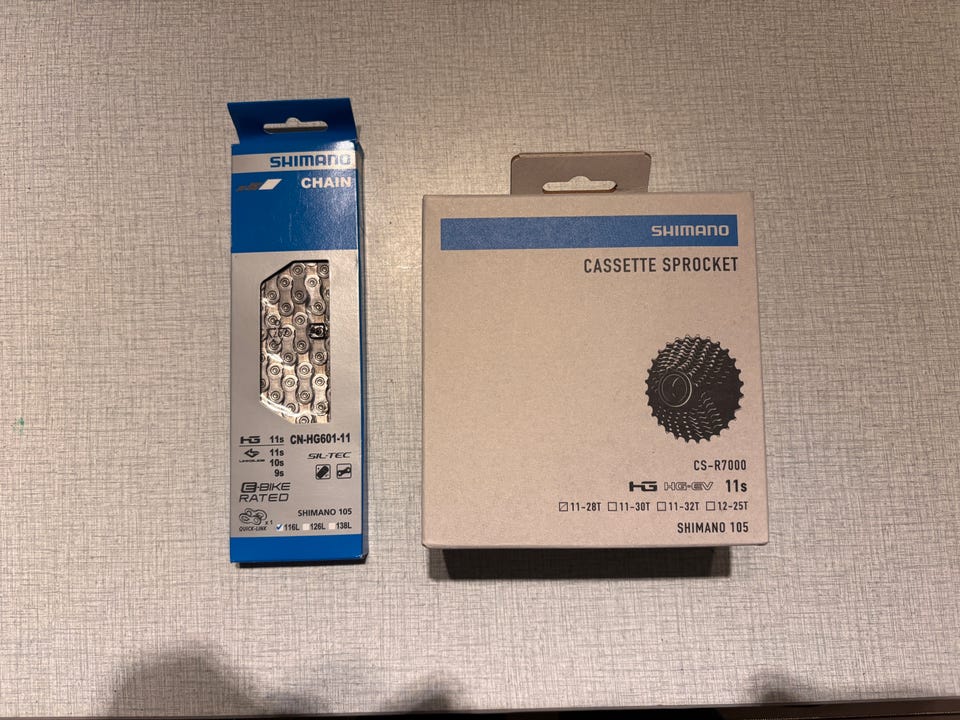 SHIMANO
CHAIN
HG 11s CN-HG601-11
LINKGLIDE 11s SIL-TEC
10s
9s
E-BIKE
RATED
SHIMANO 105
QUICK-LINK x1
116L 126L 138L
SHIMANO
CASSETTE SPROCKET
CS-R7000
HG HG-EV 11s
11-28T 11-30T 11-32T 12-25T
SHIMANO 105